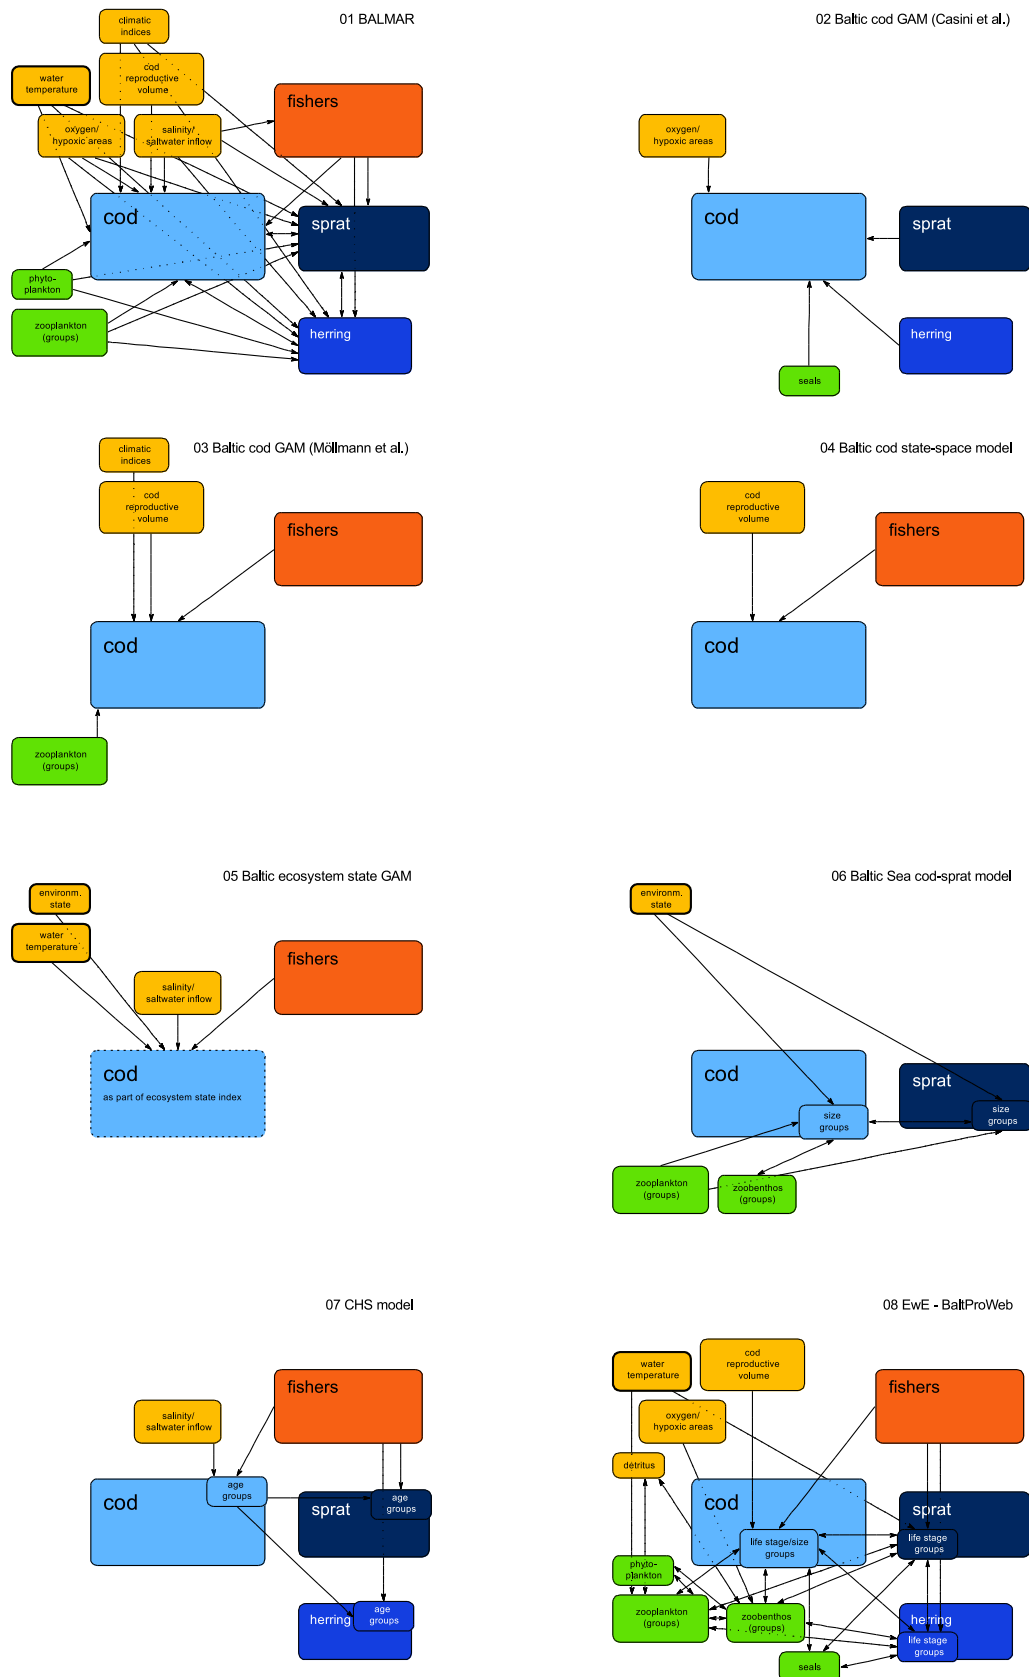 01 BALMAR
climatic
indices
cod
reproductive
volume
water
temperature
fishers
oxygen/
hypoxic areas
salinity/
saltwater inflow
cod
sprat
phyto-
plankton
zooplankton
(groups)
herring
02 Baltic cod GAM (Casini et al.)
oxygen/
hypoxic areas
cod
sprat
herring
seals
03 Baltic cod GAM (Möllmann et al.)
climatic
indices
cod
reproductive
volume
fishers
cod
zooplankton
(groups)
04 Baltic cod state-space model
cod
reproductive
volume
fishers
cod
05 Baltic ecosystem state GAM
environm.
state
water
temperature
fishers
salinity/
saltwater inflow
cod
as part of ecosystem state index
06 Baltic Sea cod-sprat model
environm.
state
cod
sprat
size
groups
size
groups
zooplankton
(groups)
zoobenthos
(groups)
07 CHS model
fishers
salinity/
saltwater inflow
age
groups
cod
age
groups
sprat
age
groups
herring
08 EwE - BaltProWeb
water
temperature
cod
reproductive
volume
fishers
oxygen/
hypoxic areas
detritus
cod
sprat
life stage/size
groups
life stage
groups
phyto-
plankton
zooplankton
(groups)
zoobenthos
(groups)
herring
life stage
groups
seals